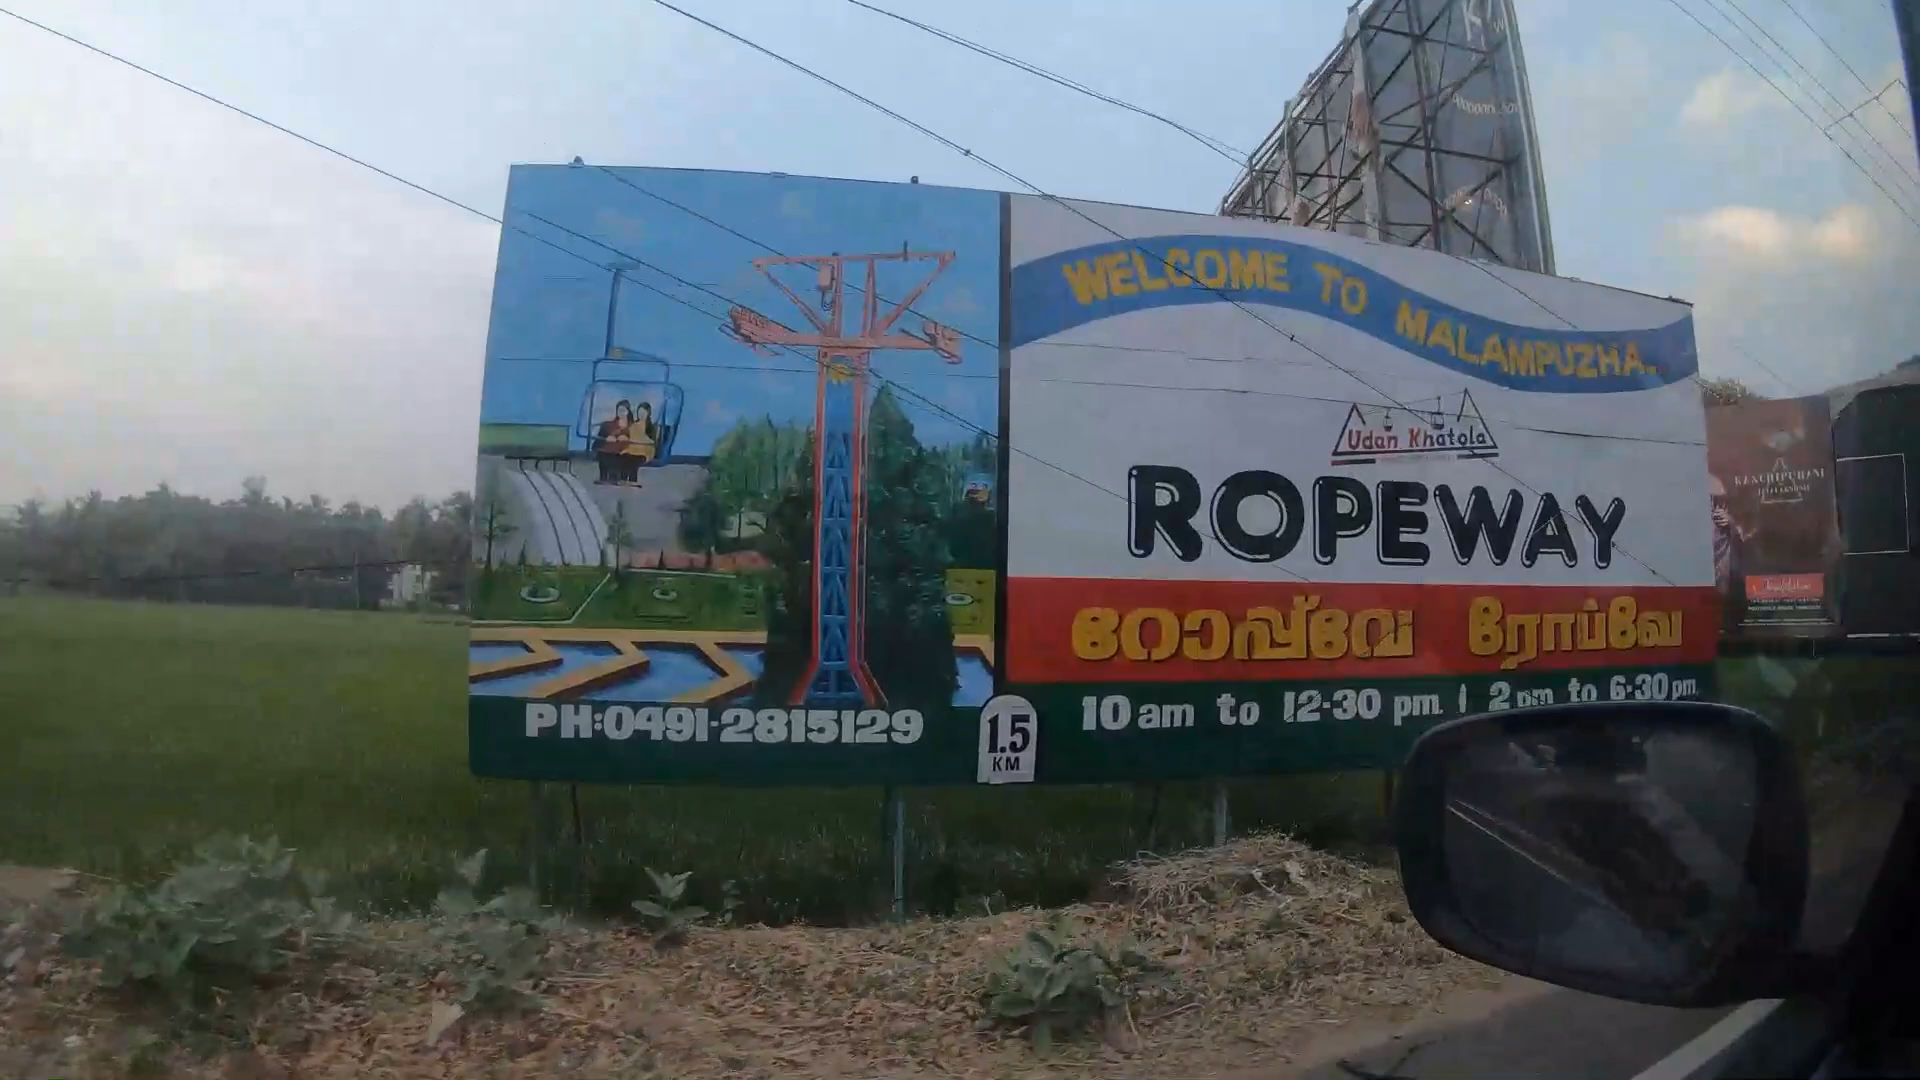 WELCOME TO MALAMPUZHA..
Udan Khatola
ROPEWAY
റോപ്പ്‌വേ ரோப்வே
10 am to 12-30 pm. | 2 pm to 6-30 pm.
PH:0491-2815129
1.5
KM
KANCHIPURAM